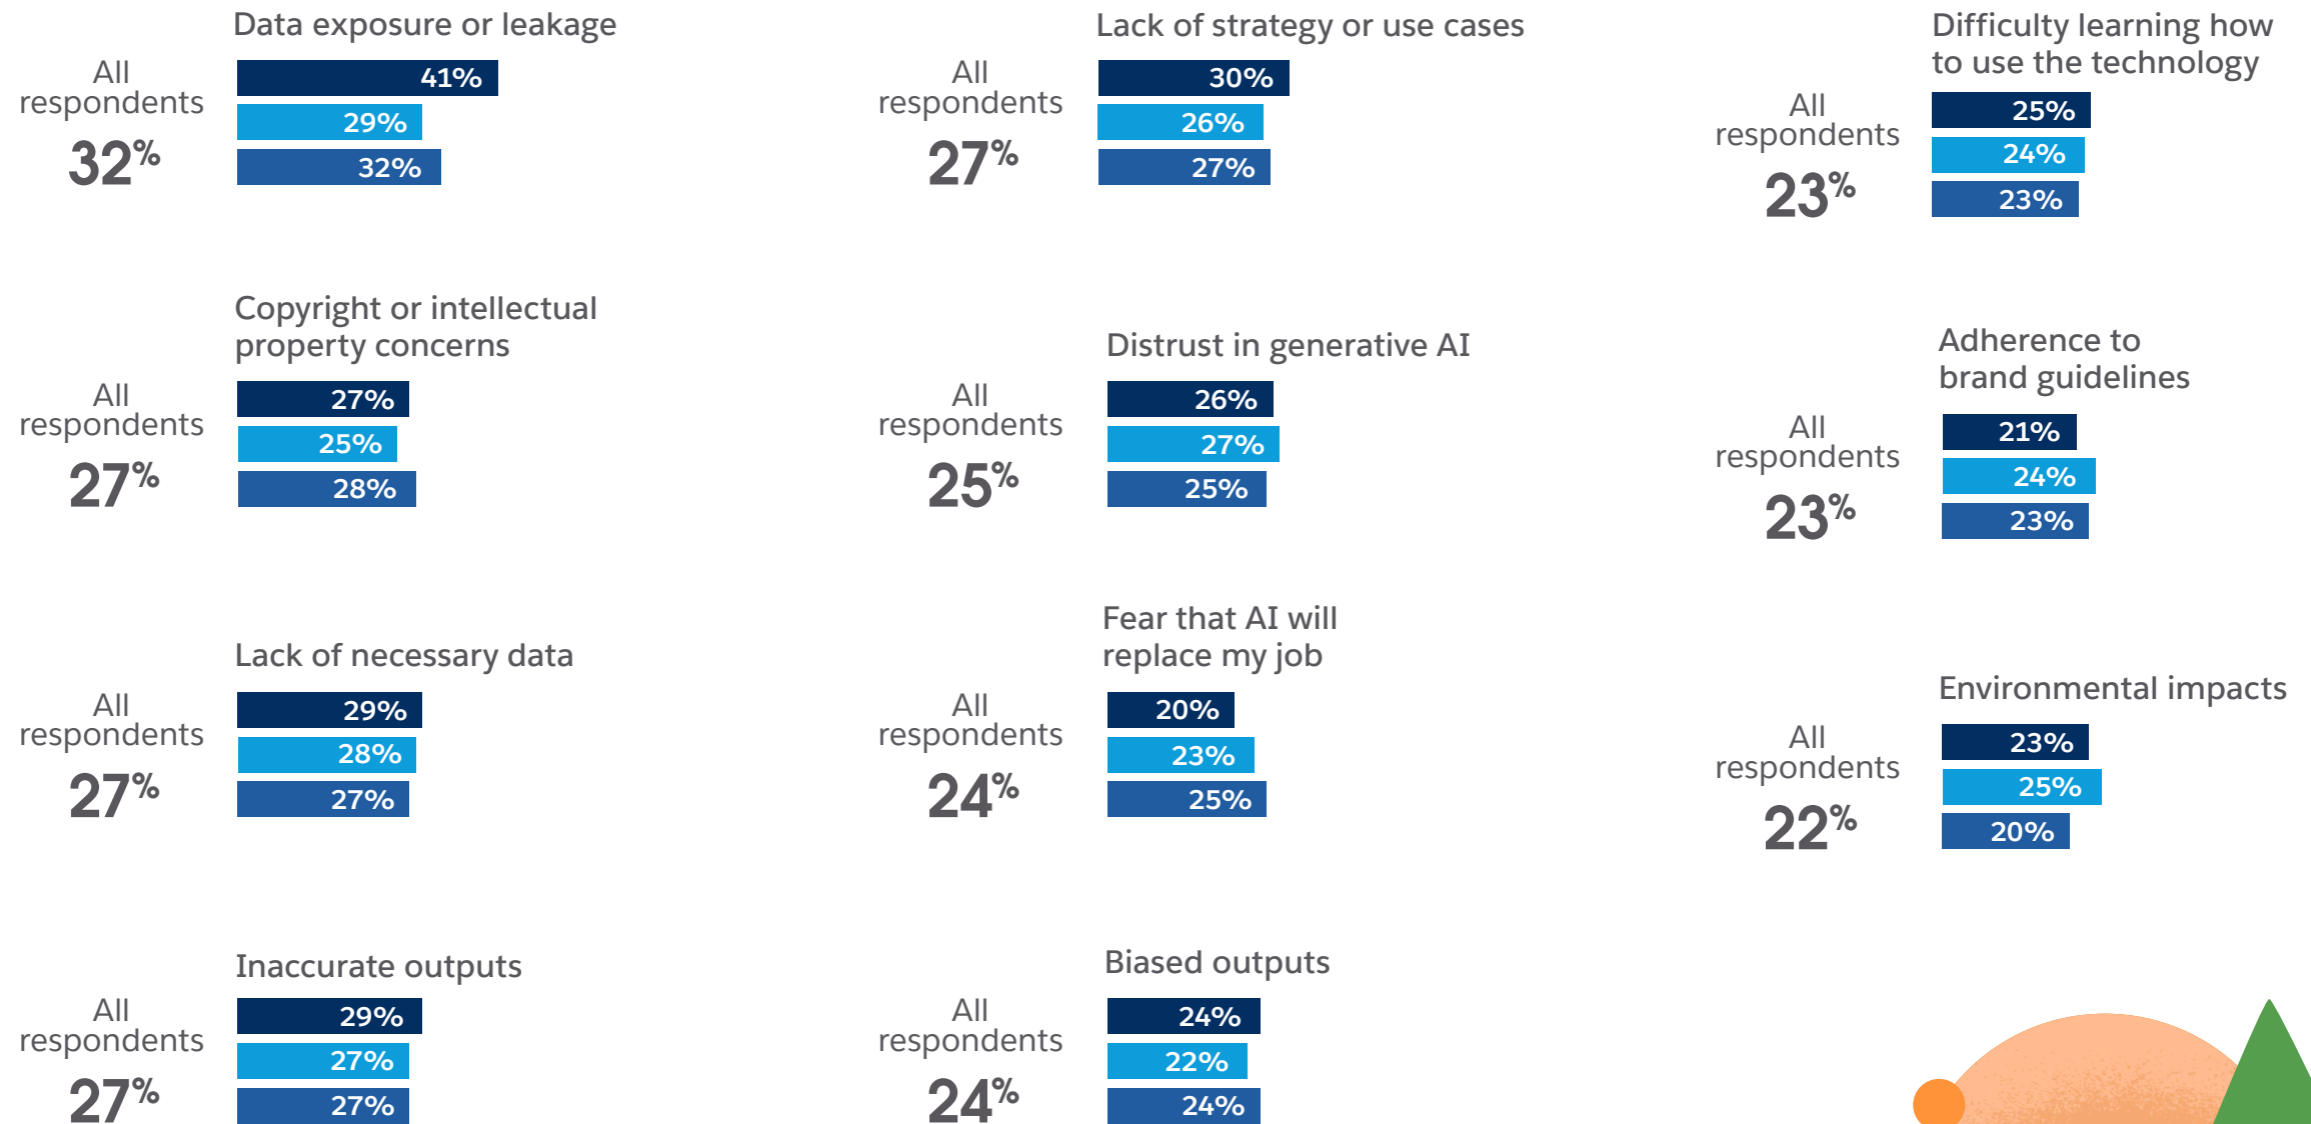 Data exposure or leakage
All
respondents
32%
41%
29%
32%
Copyright or intellectual
property concerns
All
respondents
27%
27%
25%
28%
Lack of necessary data
All
respondents
27%
29%
28%
27%
Inaccurate outputs
All
respondents
27%
29%
27%
27%
Lack of strategy or use cases
All
respondents
27%
30%
26%
27%
Distrust in generative AI
All
respondents
25%
26%
27%
25%
Fear that AI will
replace my job
All
respondents
24%
20%
23%
25%
Biased outputs
All
respondents
24%
24%
22%
24%
Difficulty learning how
to use the technology
All
respondents
23%
25%
24%
23%
Adherence to
brand guidelines
All
respondents
23%
21%
24%
23%
Environmental impacts
All
respondents
22%
23%
25%
20%